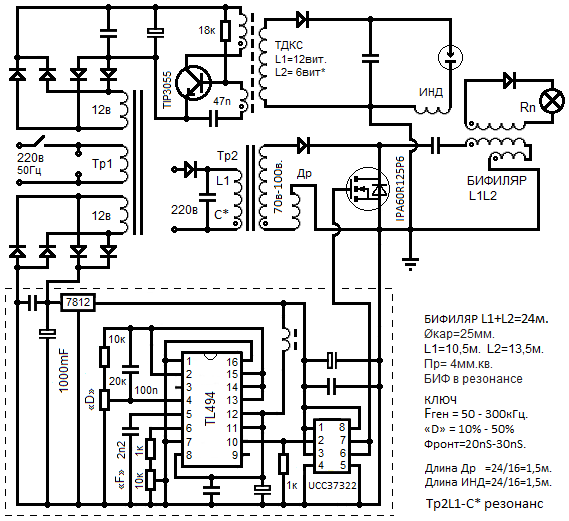 18к
ТДКС
L1=12вит.
L2= 6вит*
TIP3055
47n
ИНД
Rn
12в
220в
50Гц
Тр1
Тр2
L1
C*
220в
70в-100в.
Др
IPA60R125P6
БИФИЛЯР
L1L2
12в
7812
1000mF
10к
20к
«D»
100n
2n2
1к
«F»
10к
TL494
1
2
3
4
5
6
7
8
16
15
14
13
12
11
10
9
1к
1
2
3
4
8
7
6
5
UCC37322
БИФИЛЯР L1+L2=24м.
Øкар=25мм.
L1=10,5м. L2=13,5м.
Пр= 4мм.кв.
БИФ в резонансе
КЛЮЧ
Fген = 50 - 300кГц.
«D» = 10% - 50%
Фронт=20nS-30nS.
Длина Др =24/16=1,5м.
Длина ИНД=24/16=1,5м.
Тр2L1-C* резонанс